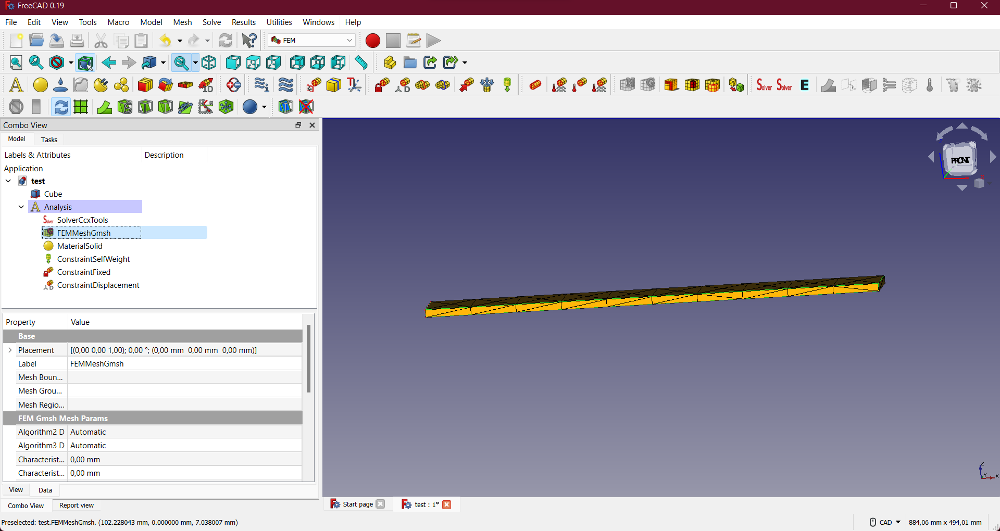 FreeCAD 0.19
File Edit View Tools Macro Model Mesh Solve Results Utilities Windows Help
FEM
Combo View
Model Tasks
Labels & Attributes Description
Application
test
Cube
Analysis
SolverCcxTools
FEMMeshGmsh
MaterialSolid
ConstraintSelfWeight
ConstraintFixed
ConstraintDisplacement
Property Value
Base
Placement [(0,00 0,00 1,00); 0,00 °; (0,00 mm 0,00 mm 0,00 mm)]
Label FEMMeshGmsh
Mesh Boun...
Mesh Grou...
Mesh Regio...
FEM Gmsh Mesh Params
Algorithm2 D Automatic
Algorithm3 D Automatic
Characterist... 0,00 mm
Characterist... 0,00 mm
View Data
Combo View Report view
FRONT
Z
Z
Y X
Start page test : 1*
Preselected: test.FEMMeshGmsh. (102.228043 mm, 0.000000 mm, 7.038007 mm)
CAD 884,06 mm x 494,01 mm
A 1D D Solver Solver E